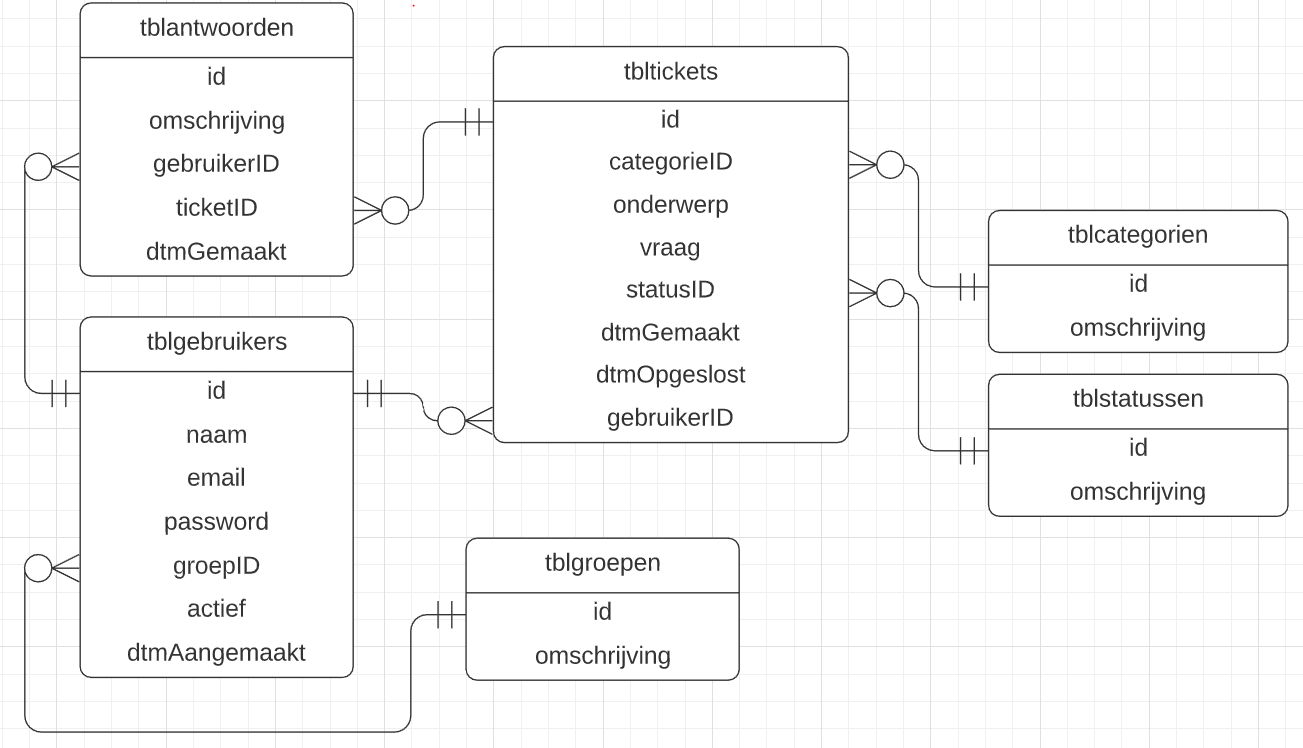 tblantwoorden
id
omschrijving
gebruikerID
ticketID
dtmGemaakt
tbltickets
id
categorieID
onderwerp
vraag
statusID
dtmGemaakt
dtmOpgeslost
gebruikerID
tblcategorien
id
omschrijving
tblgebruikers
id
naam
email
password
groepID
actief
dtmAangemaakt
tblstatussen
id
omschrijving
tblgroepen
id
omschrijving